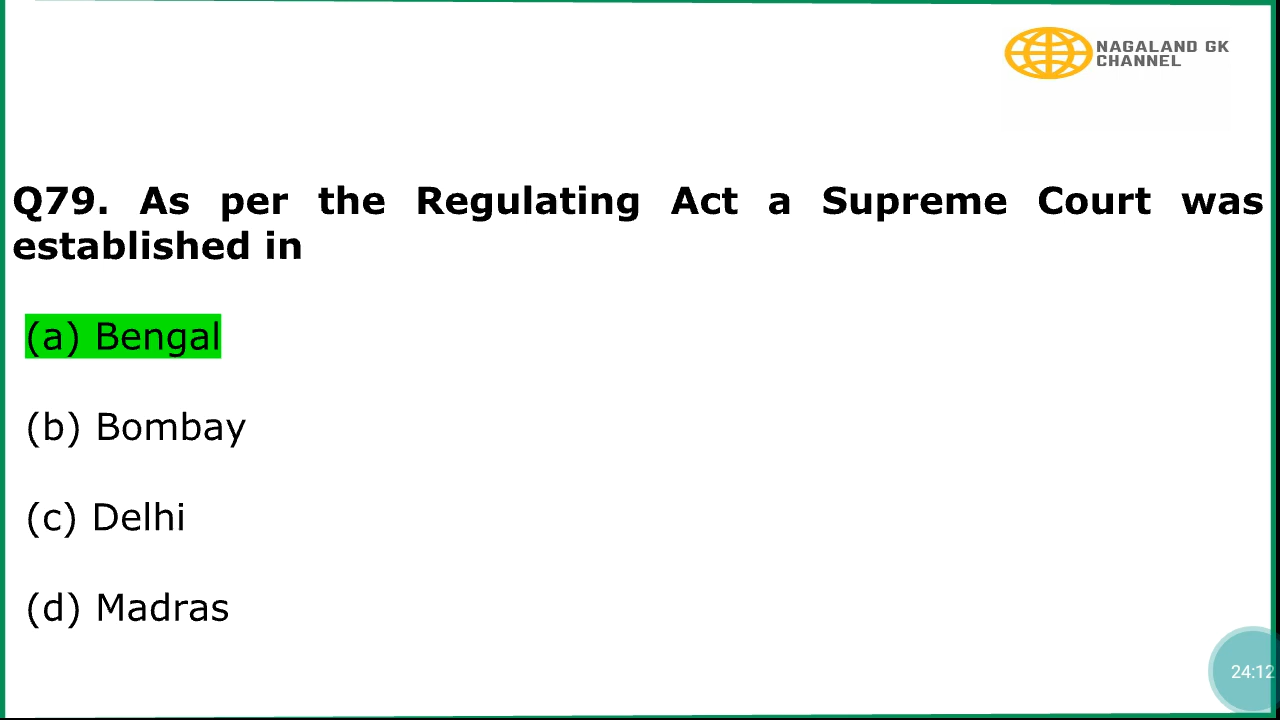 NAGALAND GK
CHANNEL
Q79. As per the Regulating Act a Supreme Court was
established in
(a) Bengal
(b) Bombay
(c) Delhi
(d) Madras
24:12